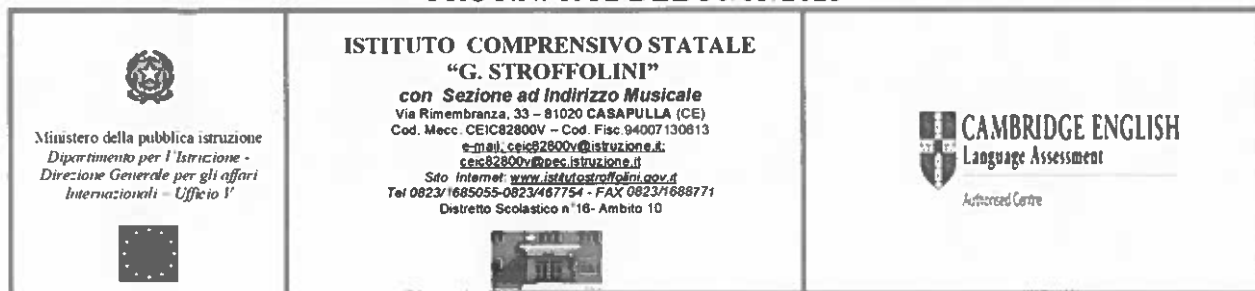 Ministero della pubblica istruzione
Dipartimento per l'Istruzione -
Direzione Generale per gli affari
Internazionali - Ufficio V
ISTITUTO COMPRENSIVO STATALE
"G. STROFFOLINI"
con Sezione ad Indirizzo Musicale
Via Rimembranza, 33 – 81020 CASAPULLA (CE)
Cod. Mecc. CEIC82800V – Cod. Fisc.94007130613
e-mail: ceic82800v@istruzione.it;
ceic82800v@pec.istruzione.it
Sito Internet: www.istitutostroffolini.gov.it
Tel 0823/1685055-0823/467754 - FAX 0823/1688771
Distretto Scolastico n°16- Ambito 10
CAMBRIDGE ENGLISH
Language Assessment
Authorised Centre